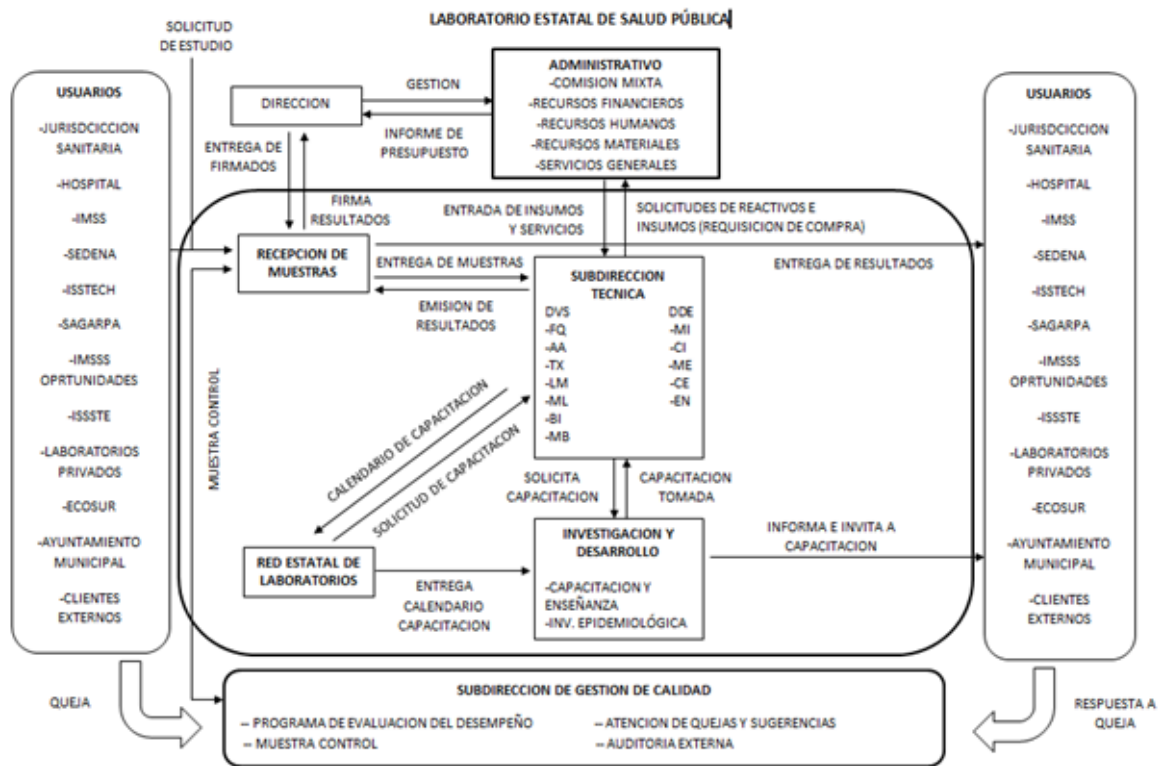 LABORATORIO ESTATAL DE SALUD PÚBLICA
SOLICITUD
DE ESTUDIO
USUARIOS
-JURISDCICCION
SANITARIA
-HOSPITAL
-IMSS
-SEDENA
-ISSTECH
-SAGARPA
-IMSSS
OPRTUNIDADES
-ISSSTE
-LABORATORIOS
PRIVADOS
-ECOSUR
-AYUNTAMIENTO
MUNICIPAL
-CLIENTES
EXTERNOS
DIRECCION
GESTION
INFORME DE
PRESUPUESTO
ADMINISTRATIVO
-COMISION MIXTA
-RECURSOS FINANCIEROS
-RECURSOS HUMANOS
-RECURSOS MATERIALES
-SERVICIOS GENERALES
ENTREGA DE
FIRMADOS
FIRMA
RESULTADOS
ENTRADA DE INSUMOS
Y SERVICIOS
SOLICITUDES DE REACTIVOS E
INSUMOS (REQUISICION DE COMPRA)
RECEPCION DE
MUESTRAS
ENTREGA DE MUESTRAS
EMISION DE
RESULTADOS
ENTREGA DE RESULTADOS
SUBDIRECCION
TECNICA
DVS
-FQ
-AA
-TX
-LM
-ML
-BI
-MB
DDE
-MI
-CI
-ME
-CE
-EN
MUESTRA CONTROL
CALENDARIO DE CAPACITACION
SOLICITUD DE CAPACITACON
SOLICITA
CAPACITACION
CAPACITACION
TOMADA
RED ESTATAL DE
LABORATORIOS
ENTREGA
CALENDARIO
CAPACITACION
INVESTIGACION Y
DESARROLLO
-CAPACITACION Y
ENSEÑANZA
-INV. EPIDEMIOLÓGICA
INFORMA E INVITA A
CAPACITACION
USUARIOS
-JURISDCICCION
SANITARIA
-HOSPITAL
-IMSS
-SEDENA
-ISSTECH
-SAGARPA
-IMSSS
OPRTUNIDADES
-ISSSTE
-LABORATORIOS
PRIVADOS
-ECOSUR
-AYUNTAMIENTO
MUNICIPAL
-CLIENTES
EXTERNOS
QUEJA
SUBDIRECCION DE GESTION DE CALIDAD
-- PROGRAMA DE EVALUACION DEL DESEMPEÑO
-- MUESTRA CONTROL
-- ATENCION DE QUEJAS Y SUGERENCIAS
-- AUDITORIA EXTERNA
RESPUESTA A
QUEJA